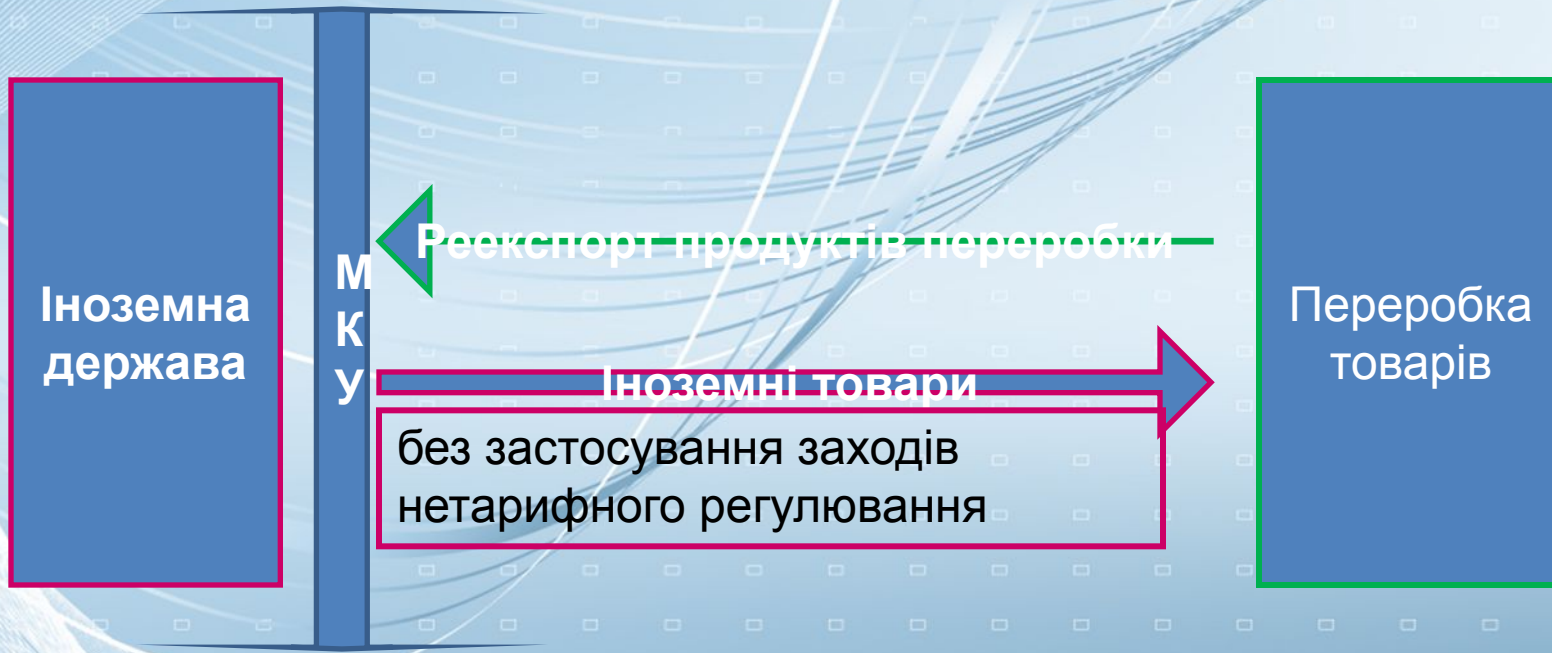 Іноземна
держава
М
К
У
Реекспорт продуктів переробки
Іноземні товари
без застосування заходів
нетарифного регулювання
Переробка
товарів